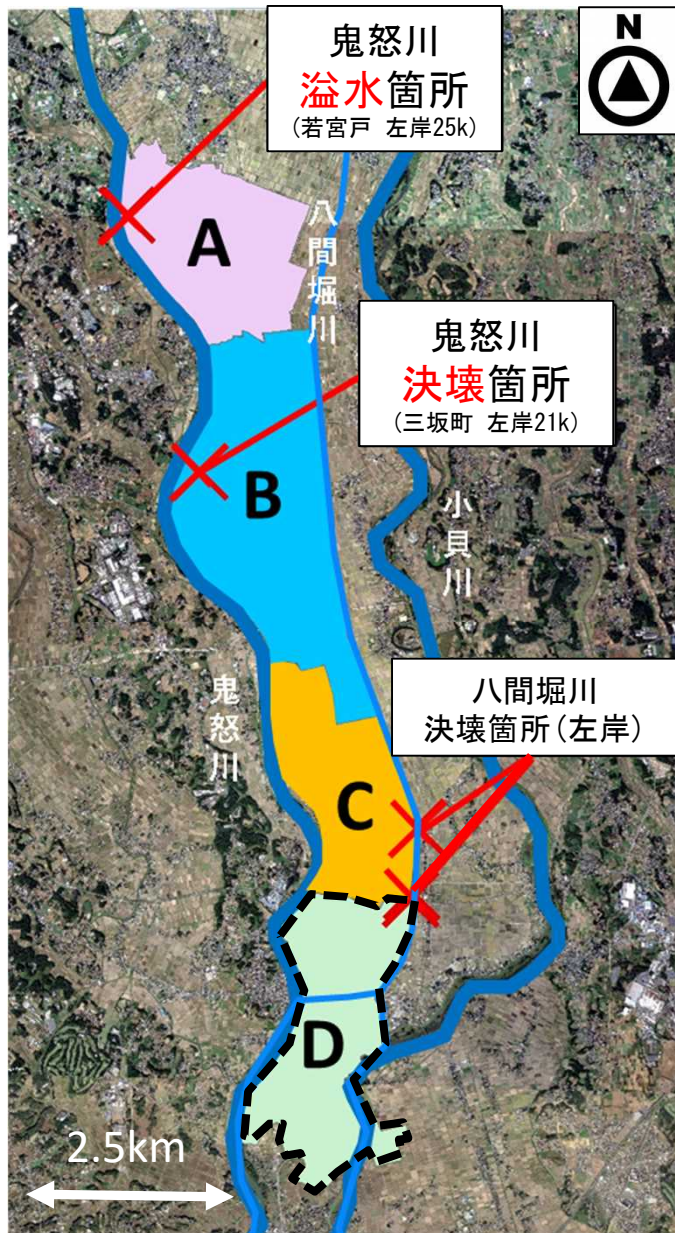 鬼怒川
溢水箇所
(若宮戸 左岸25k)
N
A
八間堀川
鬼怒川
決壊箇所
(三坂町 左岸21k)
B
小貝川
鬼怒川
八間堀川
決壊箇所(左岸)
C
D
2.5km